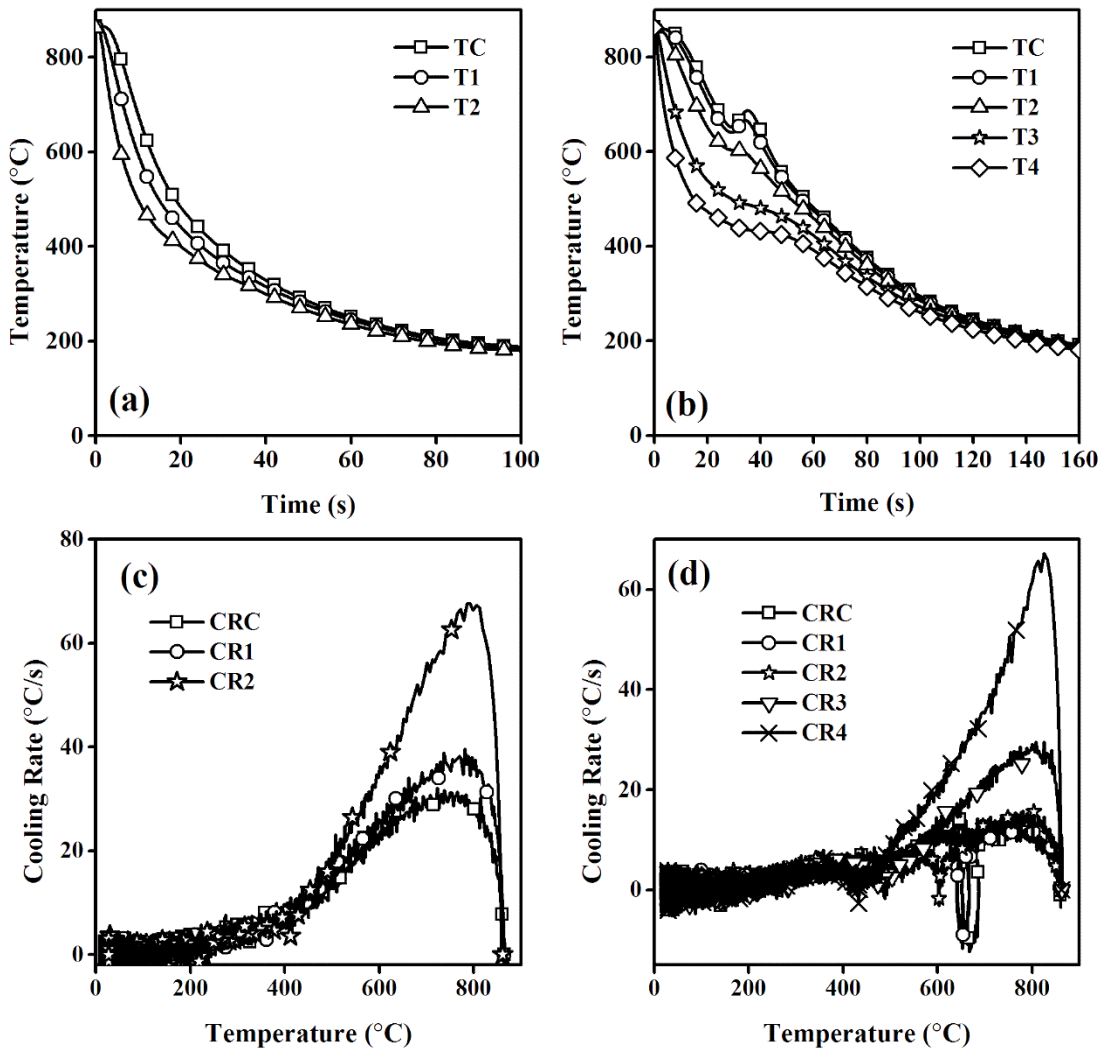 800
600
400
200
0
Temperature (°C)
TC
T1
T2
(a)
0 20 40 60 80 100
Time (s)
800
600
400
200
0
Temperature (°C)
TC
T1
T2
T3
T4
(b)
0 20 40 60 80 100 120 140 160
Time (s)
80
60
40
20
0
Cooling Rate (°C/s)
(c)
CRC
CR1
CR2
0 200 400 600 800
Temperature (°C)
60
40
20
0
Cooling Rate (°C/s)
(d)
CRC
CR1
CR2
CR3
CR4
0 200 400 600 800
Temperature (°C)